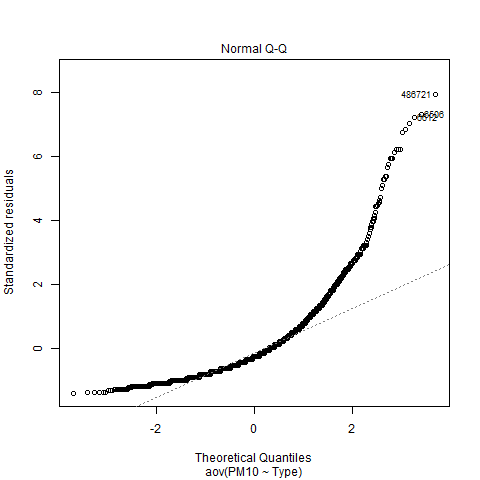 Normal Q-Q
Standardized residuals
8
6
4
2
0
486721
-2
0
2
Theoretical Quantiles
aov(PM10 ~ Type)